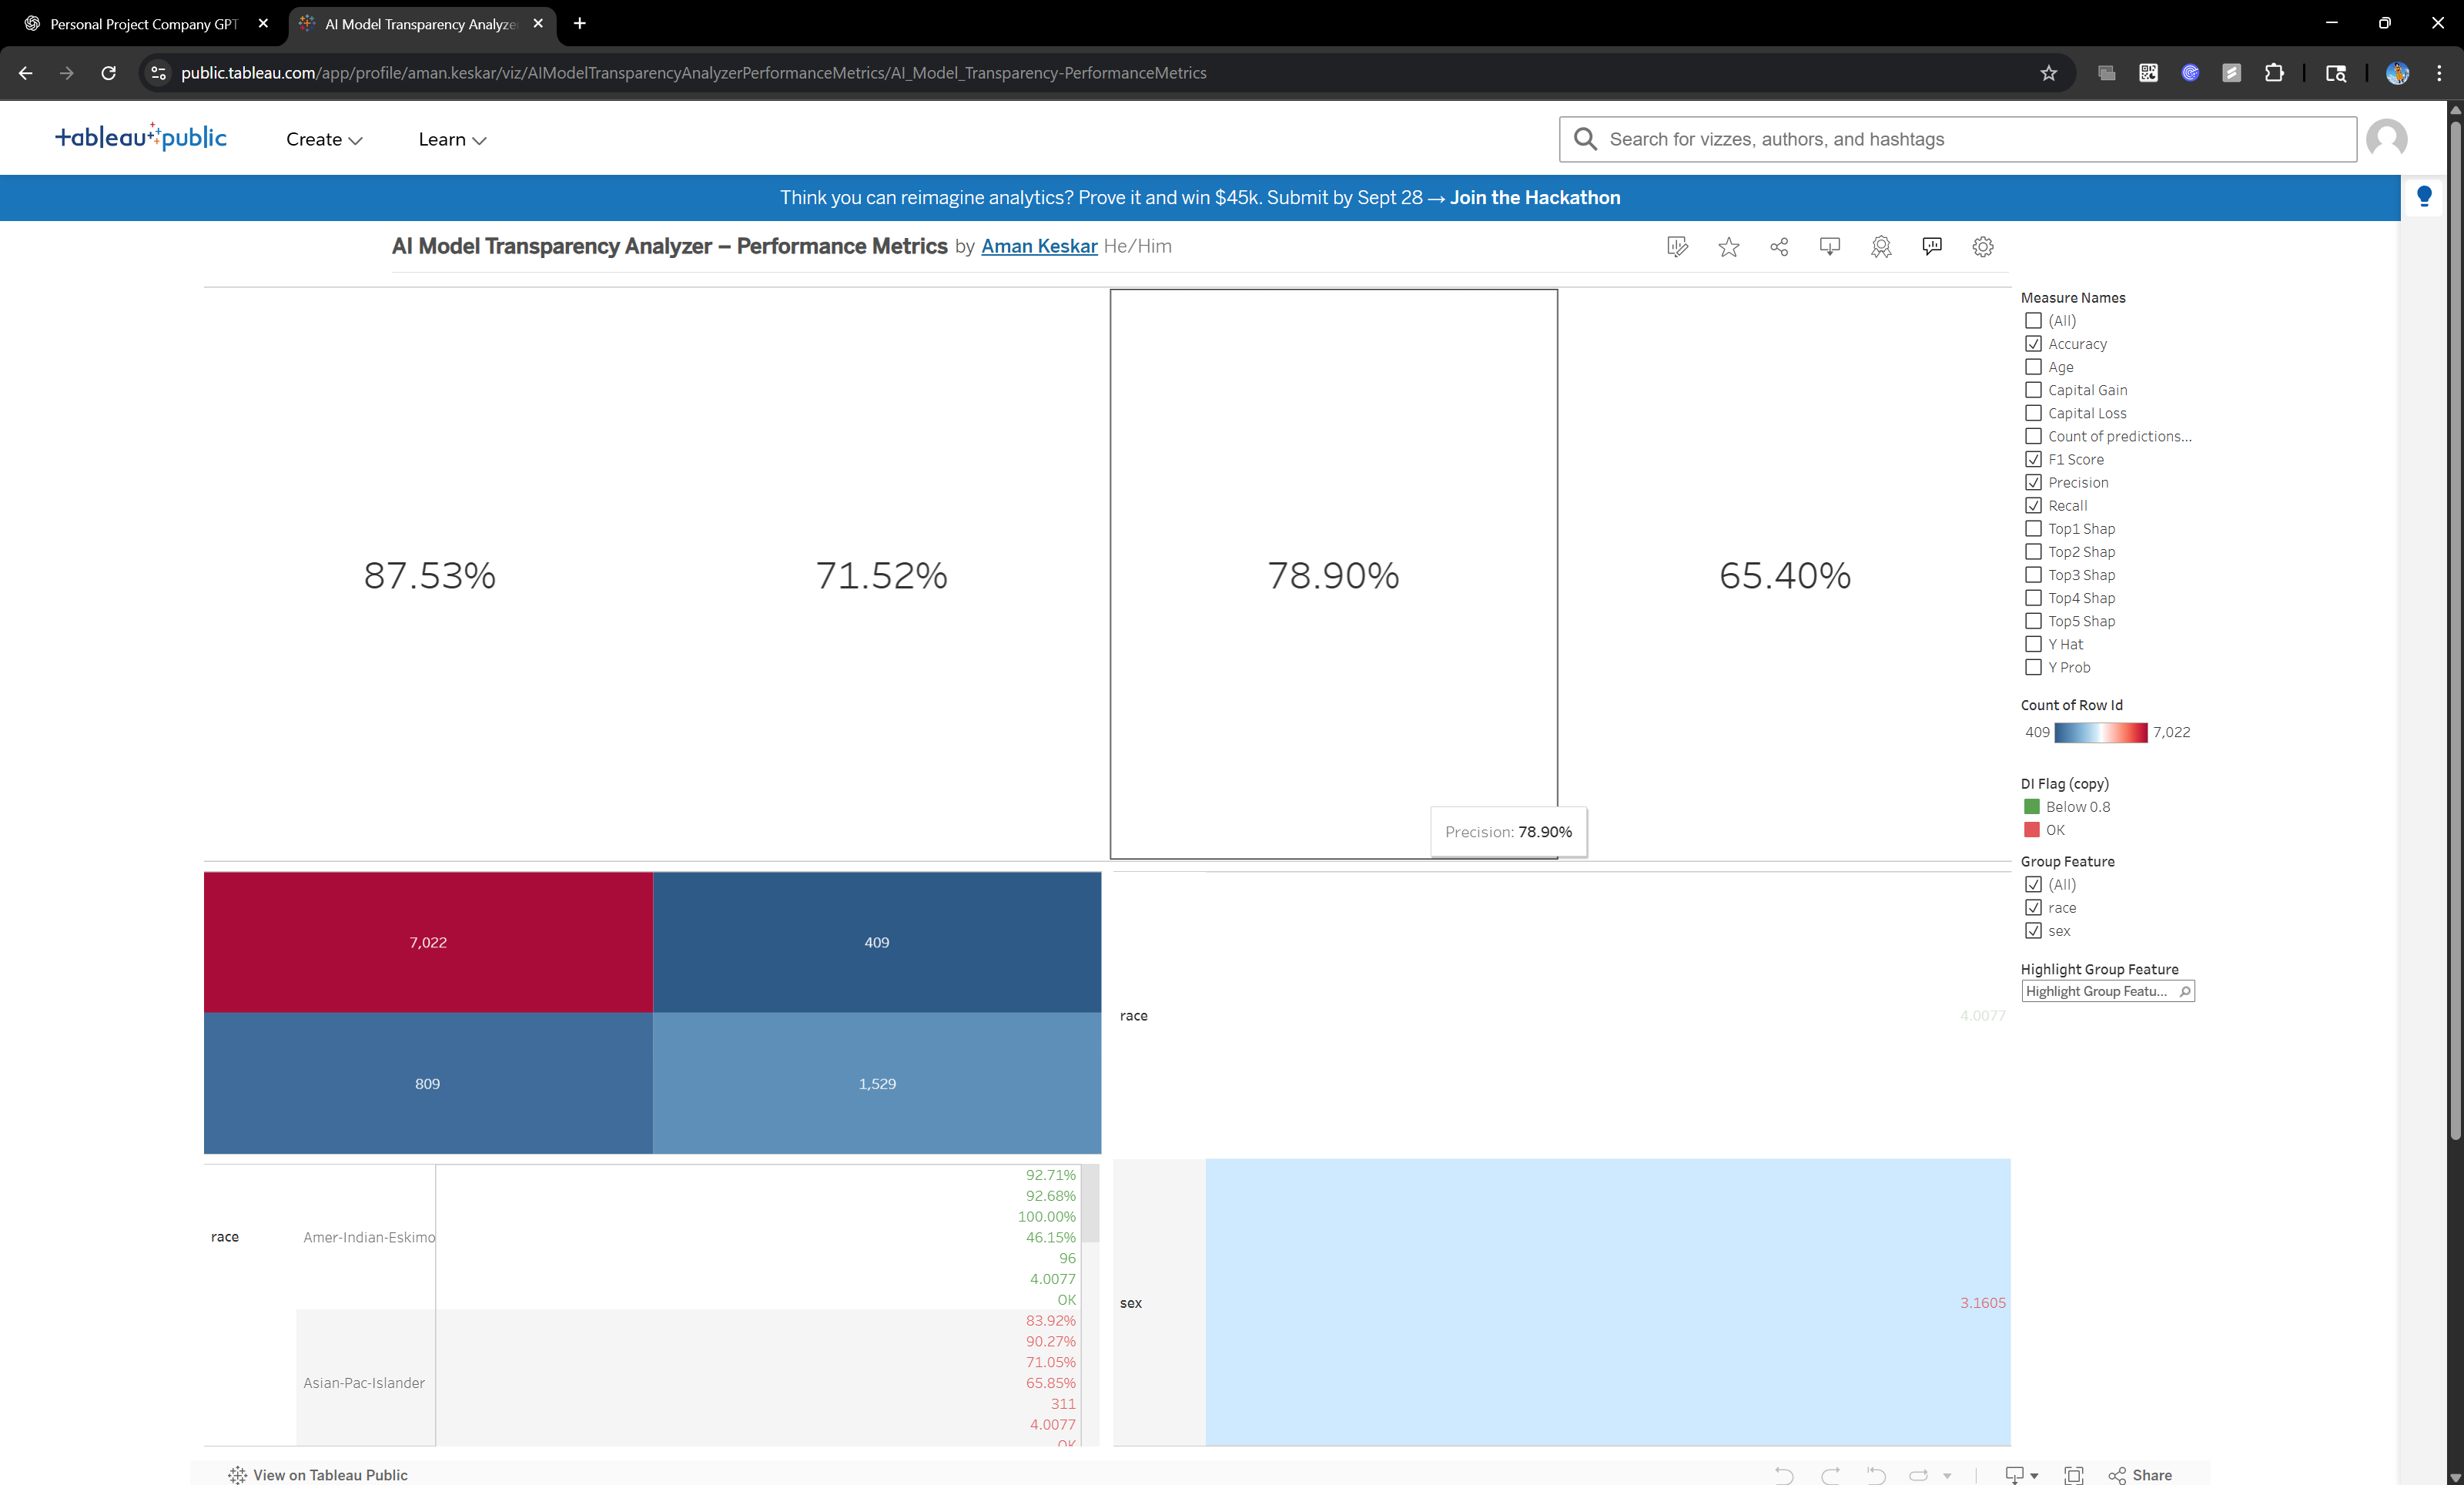 Personal Project Company GPT
AI Model Transparency Analyze
public.tableau.com/app/profile/aman.keskar/viz/AIModelTransparencyAnalyzerPerformanceMetrics/AI_Model_Transparency-PerformanceMetrics
tableau public
Create
Learn
Search for vizzes, authors, and hashtags
Think you can reimagine analytics? Prove it and win $45k. Submit by Sept 28 → Join the Hackathon
AI Model Transparency Analyzer – Performance Metrics by Aman Keskar He/Him
87.53%
71.52%
78.90%
65.40%
Precision: 78.90%
Measure Names
(All)
Accuracy
Age
Capital Gain
Capital Loss
Count of predictions...
F1 Score
Precision
Recall
Top1 Shap
Top2 Shap
Top3 Shap
Top4 Shap
Top5 Shap
Y Hat
Y Prob
Count of Row Id
409
7,022
DI Flag (copy)
Below 0.8
OK
Group Feature
(All)
race
sex
Highlight Group Feature
Highlight Group Featu...
7,022
409
809
1,529
race
4.0077
sex
3.1605
race
Amer-Indian-Eskimo
92.71%
92.68%
100.00%
46.15%
96
4.0077
OK
Asian-Pac-Islander
83.92%
90.27%
71.05%
65.85%
311
4.0077
OK
View on Tableau Public
Share